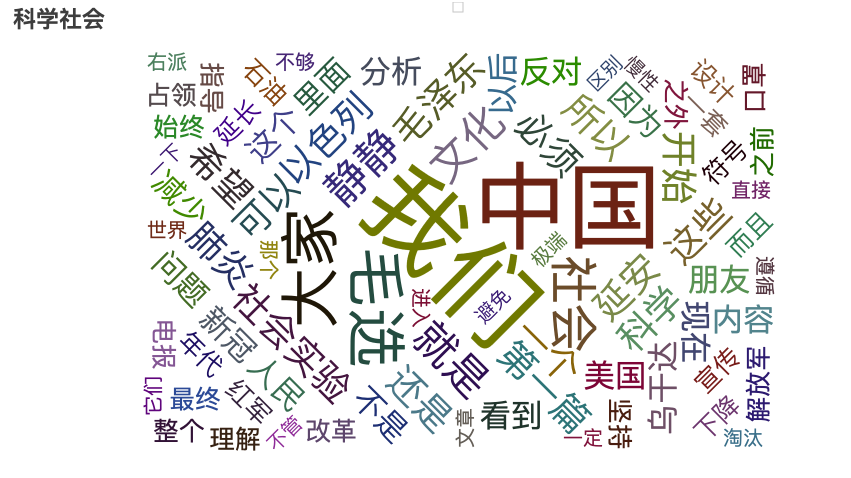 科学社会
右派
指导
石油
不够
里面
分析
毛泽东
以后
反对
区别
慢性
之外
设计
一套
口罩
占领
始终
延长
这个
以色列
可以
静静
文化
必须
所以
因为
开始
符号
之前
一下
减少
希望
我们
中国
这些
直接
而且
世界
肺炎
那个
大家
毛选
极端
社会
延安
朋友
遵循
问题
社会实验
新冠
进入
避免
科学
现在
内容
电报
年代
人民
就是
一个
第一篇
美国
乌干达
宣传
解放军
它们
最终
红军
不是
还是
文章
看到
坚持
下降
整个
理解
不管
改革
一定
淘汰